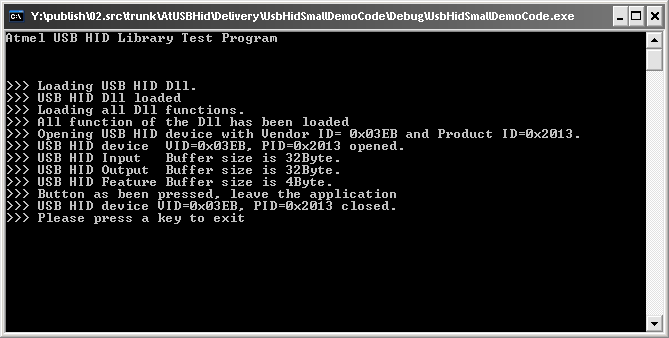 Y:\publish\02.src\trunk\AtUSBHid\Delivery\UsbHidSmallDemoCode\Debug\UsbHidSmallDemoCode.exe
Atmel USB HID Library Test Program
>>> Loading USB HID Dll.
>>> USB HID Dll loaded
>>> Loading all Dll functions.
>>> All function of the Dll has been loaded
>>> Opening USB HID device with Vendor ID= 0x03EB and Product ID=0x2013.
>>> USB HID device  VID=0x03EB, PID=0x2013 opened.
>>> USB HID Input   Buffer size is 32Byte.
>>> USB HID Output  Buffer size is 32Byte.
>>> USB HID Feature Buffer size is 4Byte.
>>> Button as been pressed, leave the application
>>> USB HID device VID=0x03EB, PID=0x2013 closed.
>>> Please press a key to exit